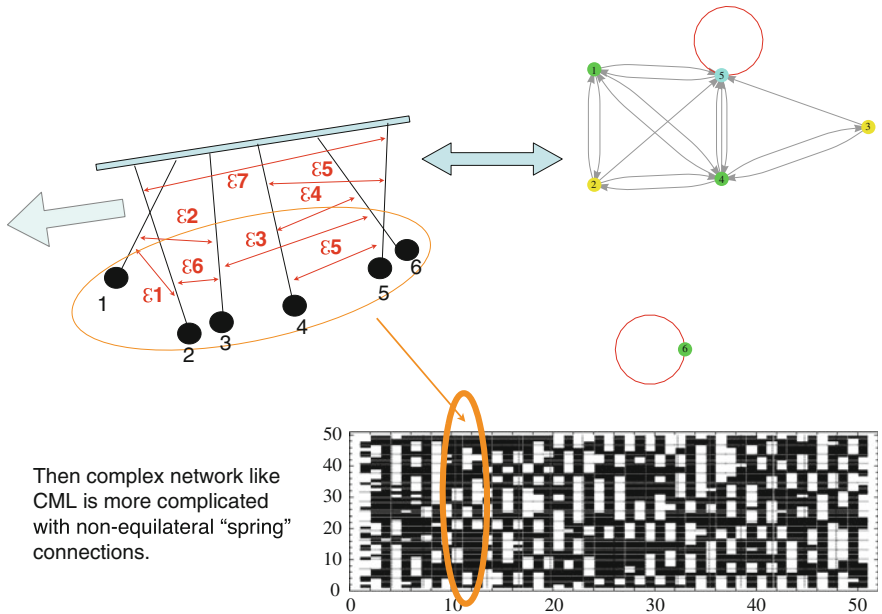 1
5
3
2
4
6
ε5
ε7
ε4
ε2
ε3
ε5
ε6
ε1
1
2
3
4
5
6
Then complex network like
CML is more complicated
with non-equilateral “spring”
connections.
50
40
30
20
10
0
0 10 20 30 40 50